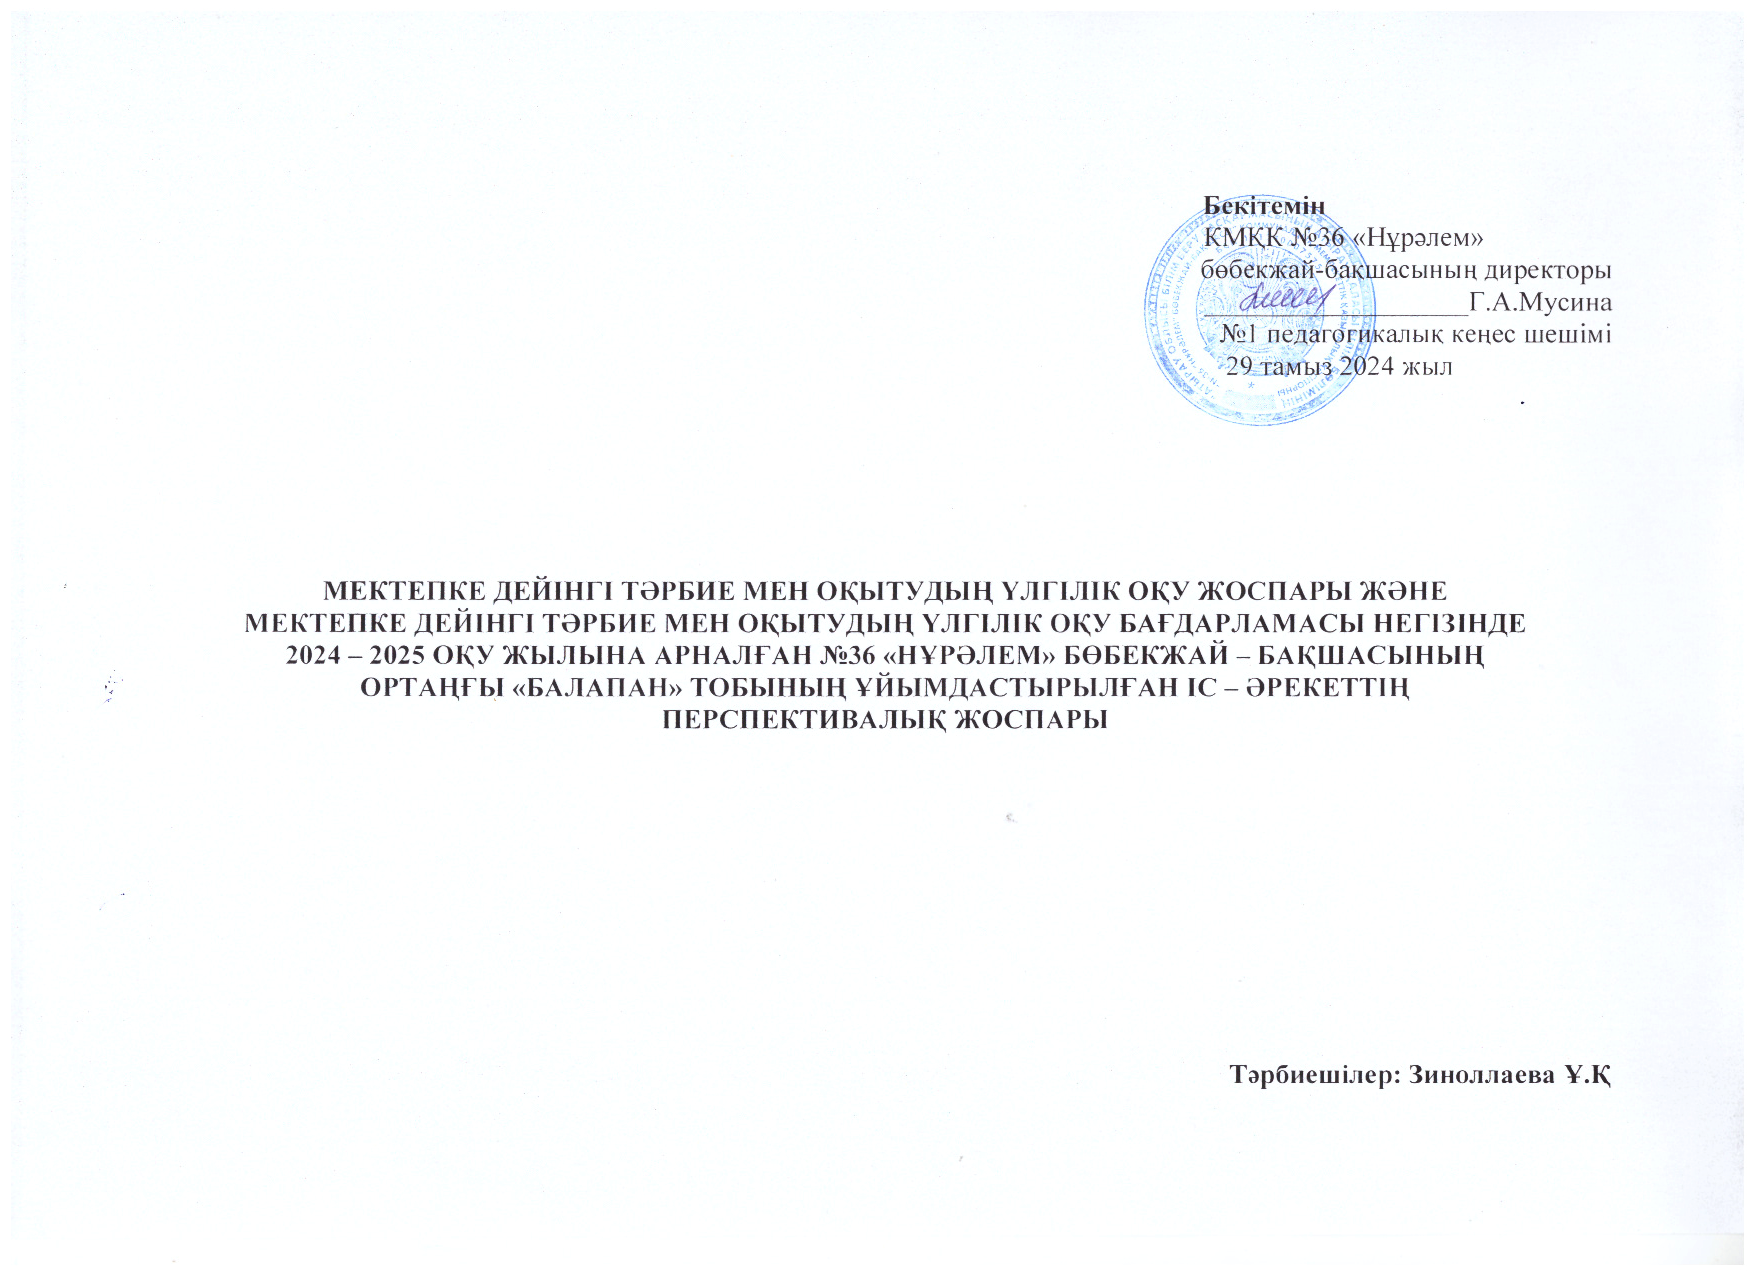 Бекітемін
КМҚК №36 «Нұрәлем»
бөбекжай-бақшасының директоры
____________________Г.А.Мусина
№1 педагогикалық кеңес шешімі
29 тамыз 2024 жыл
МЕКТЕПКЕ ДЕЙІНГІ ТӘРБИЕ МЕН ОҚЫТУДЫҢ ҮЛГІЛІК ОҚУ ЖОСПАРЫ ЖӘНЕ
МЕКТЕПКЕ ДЕЙІНГІ ТӘРБИЕ МЕН ОҚЫТУДЫҢ ҮЛГІЛІК ОҚУ БАҒДАРЛАМАСЫ НЕГІЗІНДЕ
2024 – 2025 ОҚУ ЖЫЛЫНА АРНАЛҒАН №36 «НҰРӘЛЕМ» БӨБЕКЖАЙ – БАҚШАСЫНЫҢ
ОРТАҢҒЫ «БАЛАПАН» ТОБЫНЫҢ ҰЙЫМДАСТЫРЫЛҒАН ІС – ӘРЕКЕТТІҢ
ПЕРСПЕКТИВАЛЫҚ ЖОСПАРЫ
Тәрбиешілер: Зиноллаева Ұ.Қ